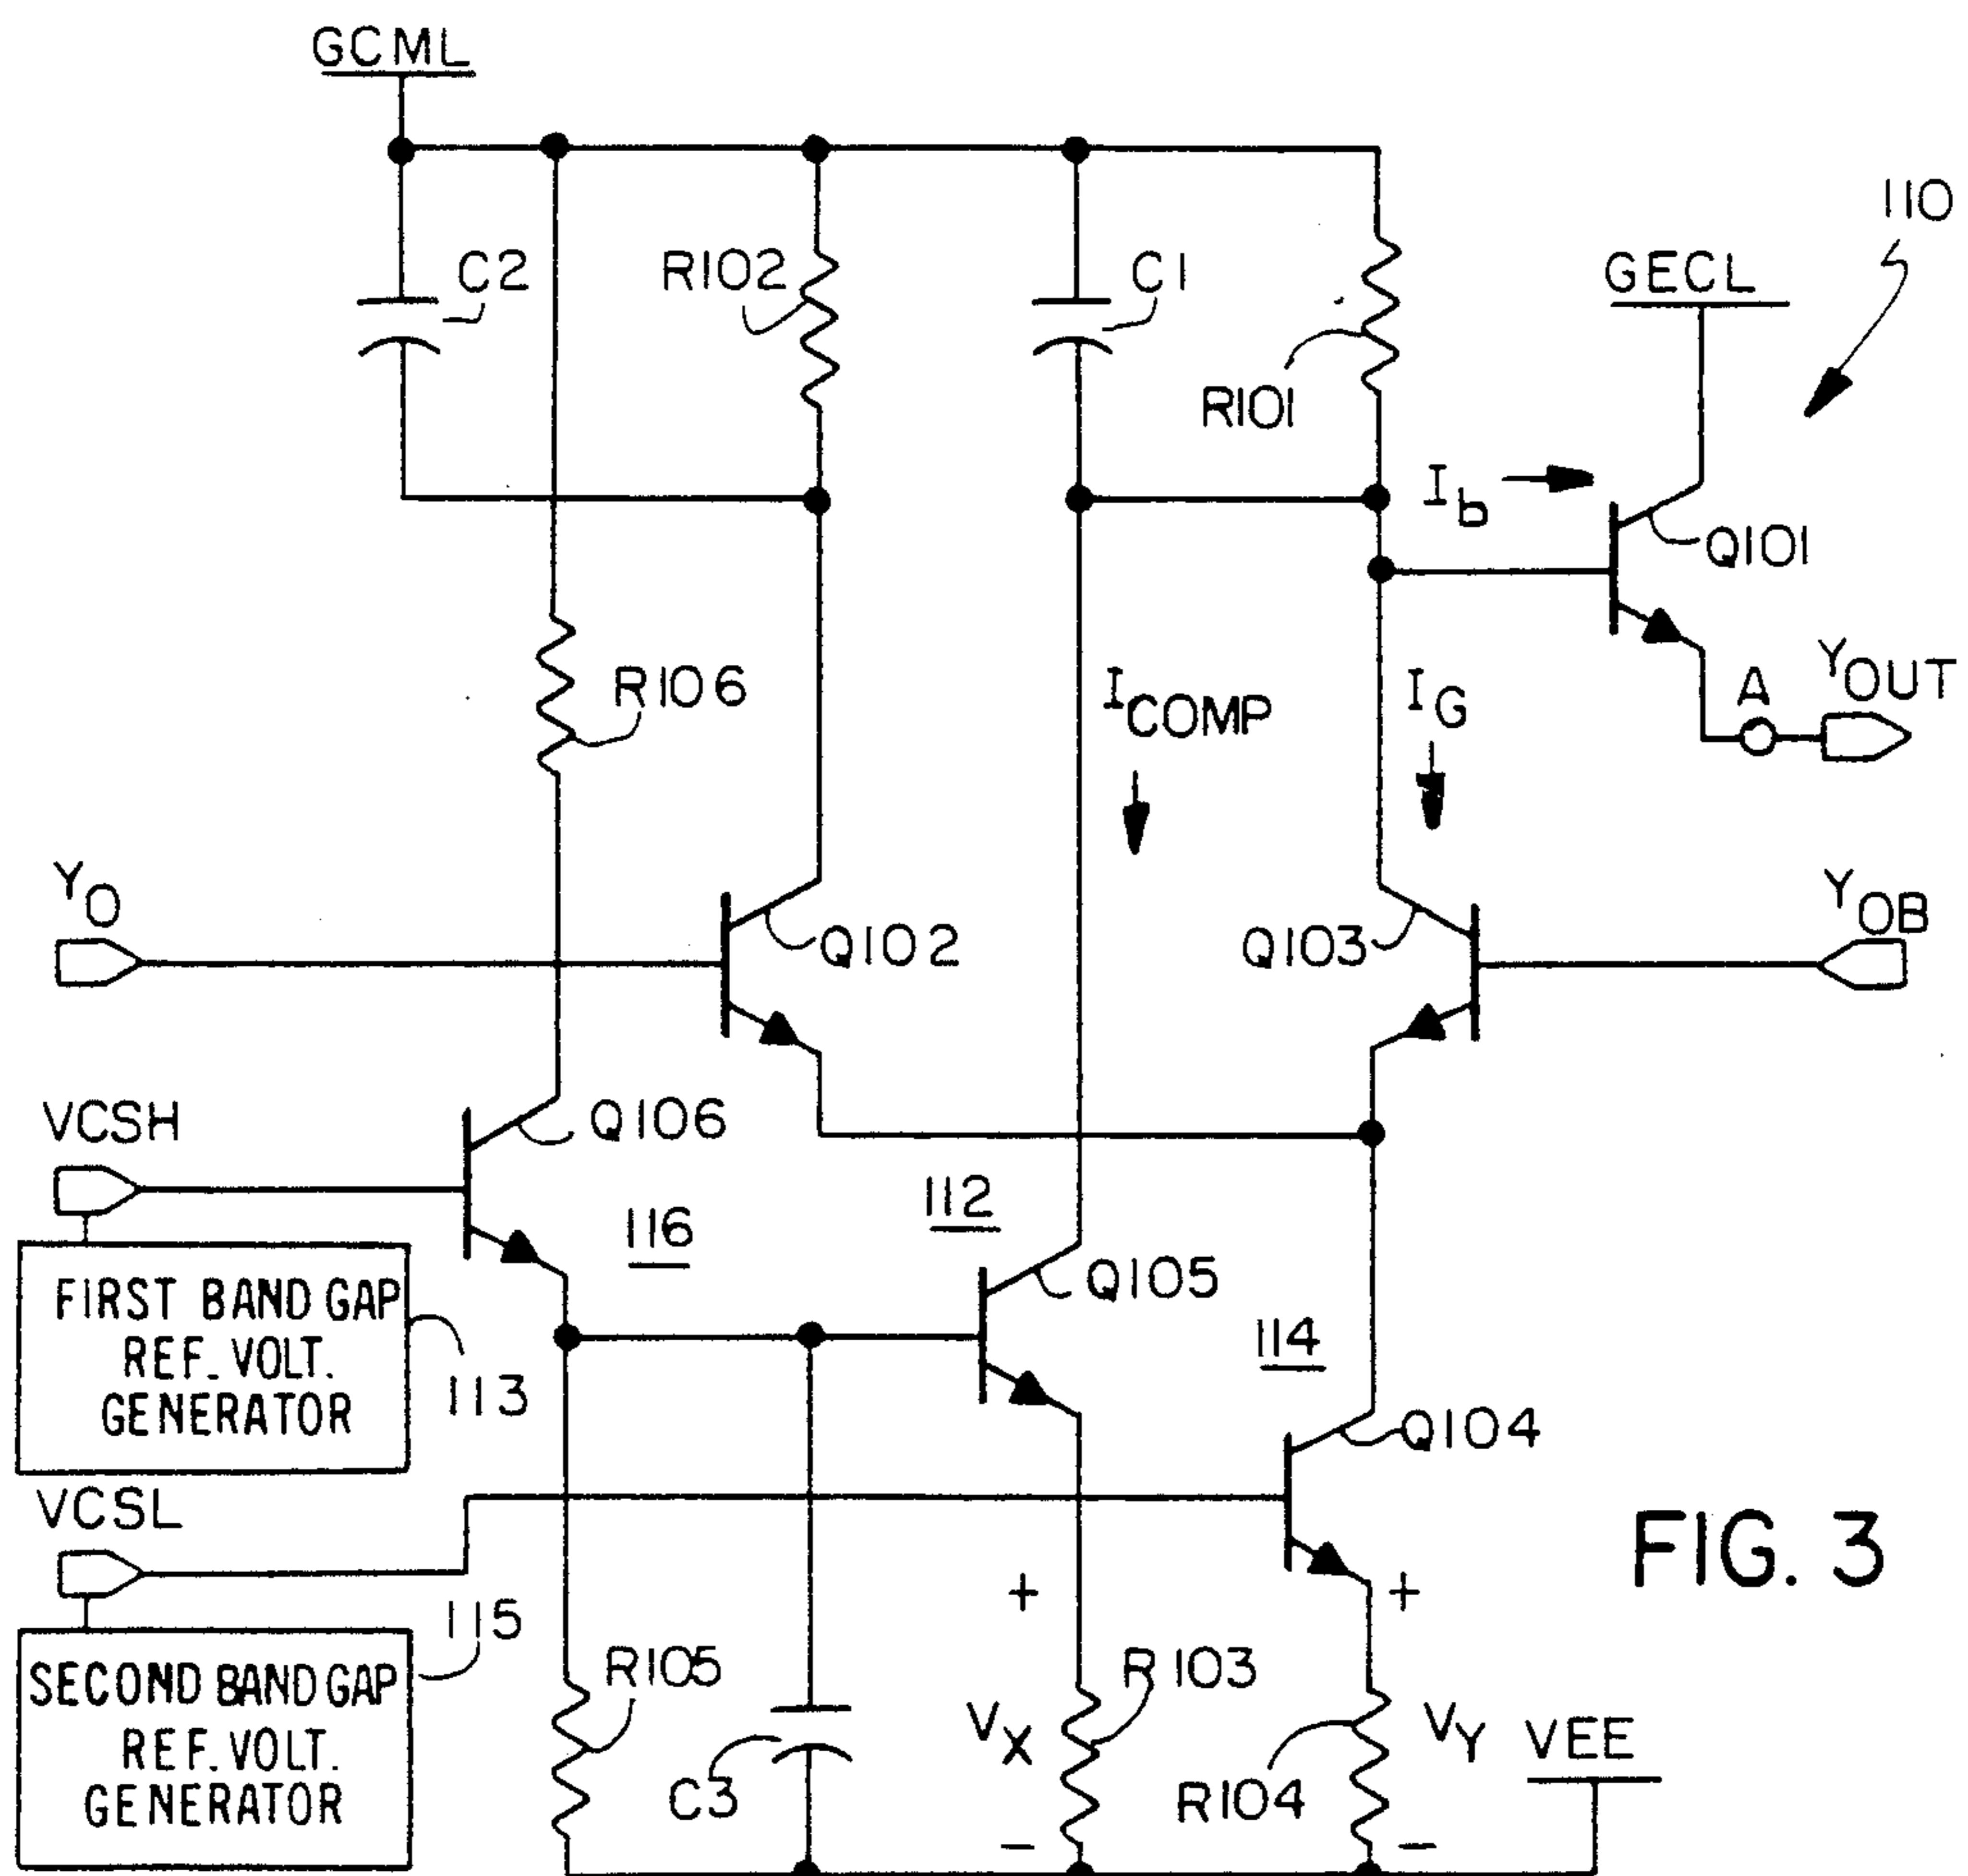 GCML
110
C2
R102
C1
GECL
R101
Ib
Q101
R106
ICOMP
IG
A
YOUT
YO
Q102
Q103
YOB
VCSH
Q106
112
116
Q105
FIRST BAND GAP
REF. VOLT.
GENERATOR
113
114
Q104
VCSL
FIG. 3
+
+
115
SECOND BAND GAP
REF. VOLT.
GENERATOR
R105
R103
VX
VY
VEE
C3
R104
-
-